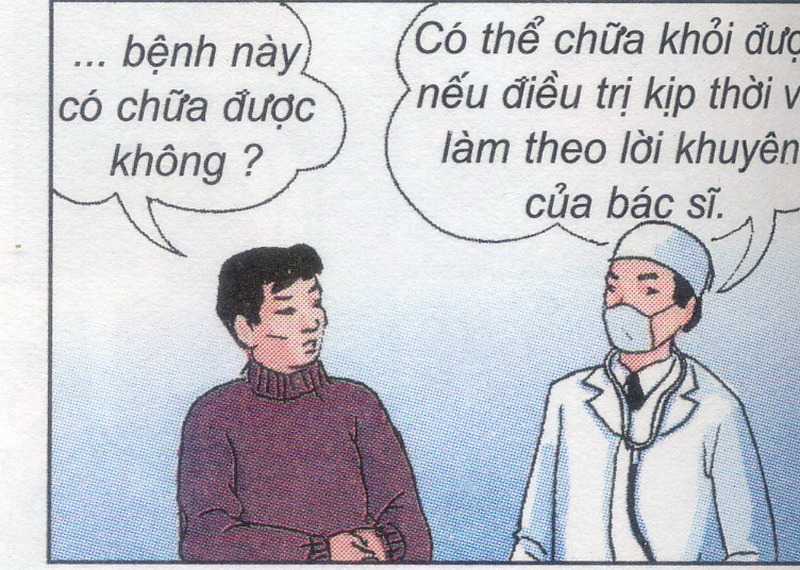 ... bệnh này
có chữa được
không ?
Có thể chữa khỏi
nếu điều trị kịp thời
làm theo lời khuyên
của bác sĩ.